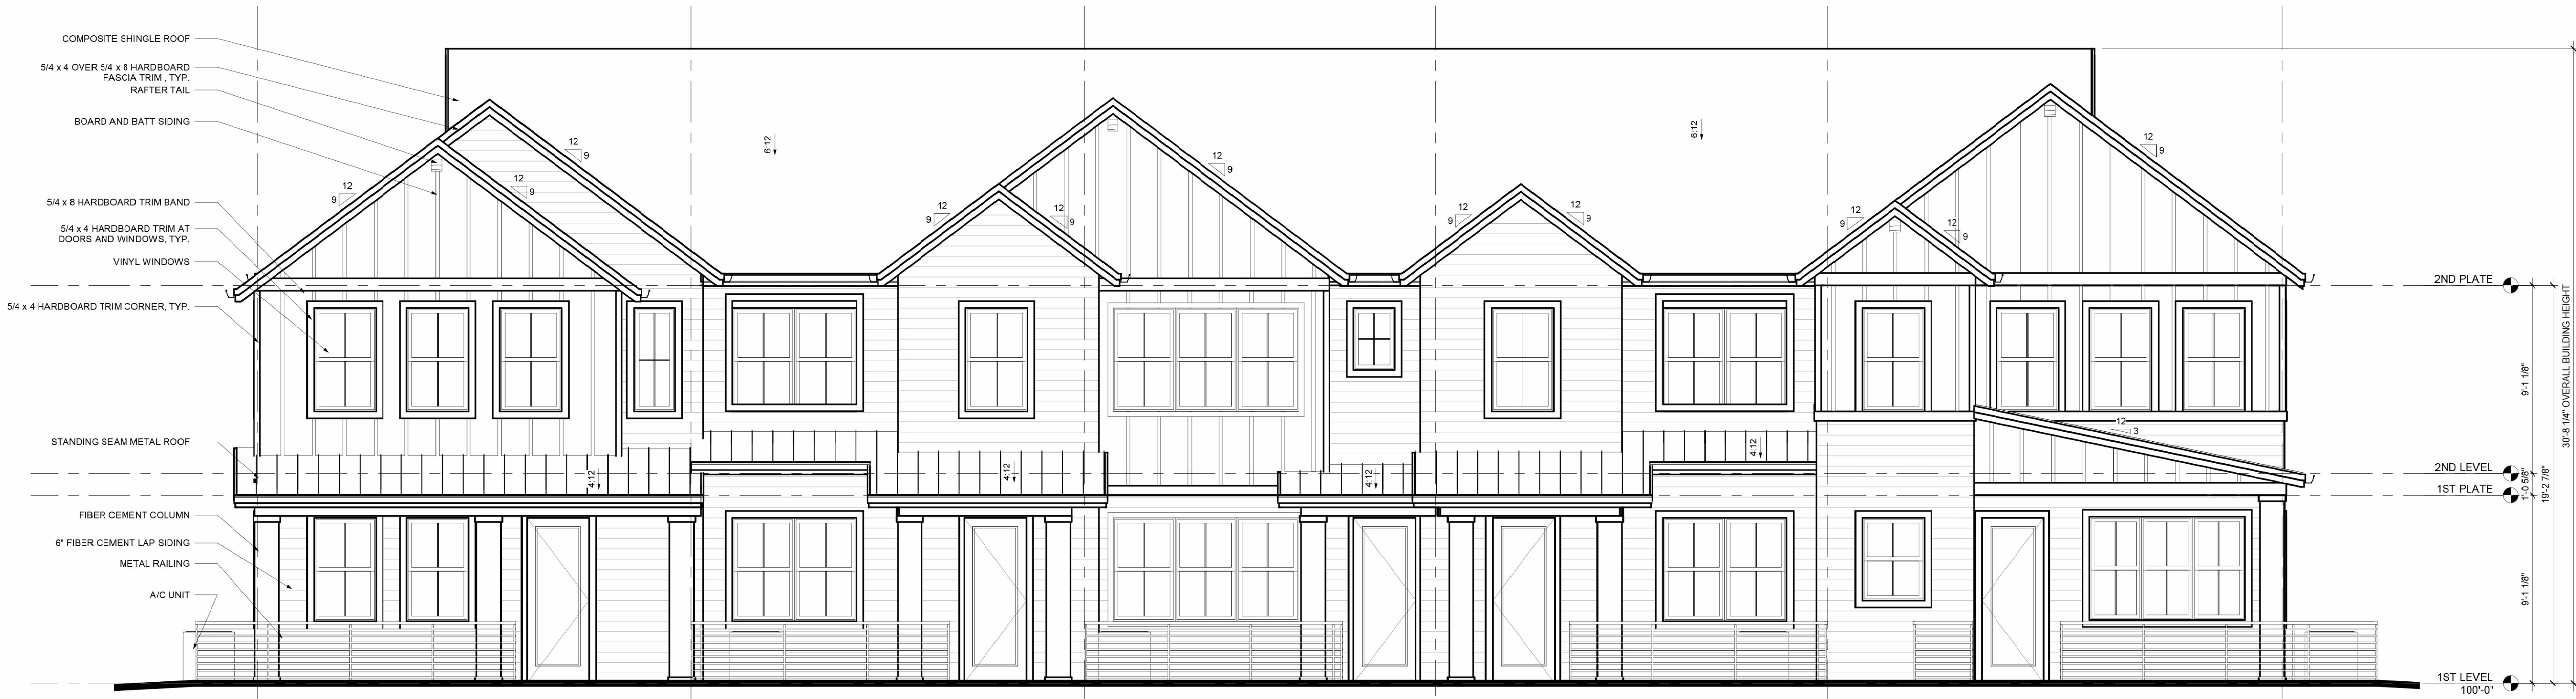 COMPOSITE SHINGLE ROOF
5/4 x 4 OVER 5/4 x 8 HARDBOARD
FASCIA TRIM , TYP.
RAFTER TAIL
BOARD AND BATT SIDING
5/4 x 8 HARDBOARD TRIM BAND
5/4 x 4 HARDBOARD TRIM AT
DOORS AND WINDOWS, TYP.
VINYL WINDOWS
5/4 x 4 HARDBOARD TRIM CORNER, TYP.
STANDING SEAM METAL ROOF
FIBER CEMENT COLUMN
6" FIBER CEMENT LAP SIDING
METAL RAILING
A/C UNIT
12
9
12
9
12
9
6:12
12
9
12
9
12
9
12
9
12
9
6:12
12
9
12
9
12
9
12
3
4:12
4:12
4:12
4:12
2ND PLATE
2ND LEVEL
1ST PLATE
1ST LEVEL
100'-0"
9'-1 1/8"
1'-0 5/8"
9'-1 1/8"
19'-2 7/8"
30'-8 1/4" OVERALL BUILDING HEIGHT